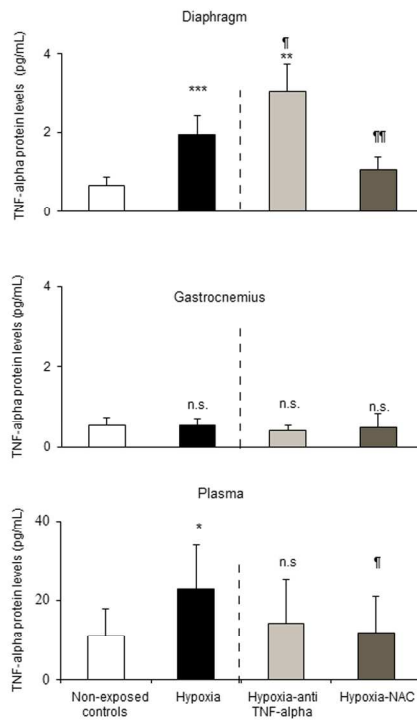 Diaphragm
TNF-alpha protein levels (pg/mL)
4
2
0
***
¶
**
¶¶
Gastrocnemius
TNF-alpha protein levels (pg/mL)
4
2
0
n.s.
n.s.
n.s.
Plasma
TNF-alpha protein levels (pg/mL)
40
20
0
*
n.s
¶
Non-exposed
controls
Hypoxia
Hypoxia-anti
TNF-alpha
Hypoxia-NAC